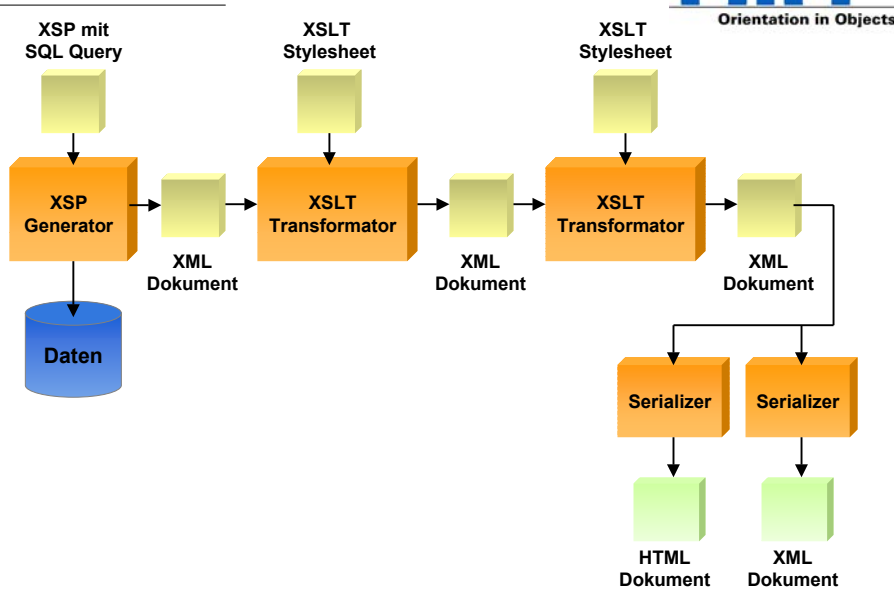 Orientation in Objects
XSP mit
SQL Query
XSLT
Stylesheet
XSLT
Stylesheet
XSP
Generator
XSLT
Transformator
XSLT
Transformator
XML
Dokument
XML
Dokument
XML
Dokument
Daten
Serializer
Serializer
HTML
Dokument
XML
Dokument